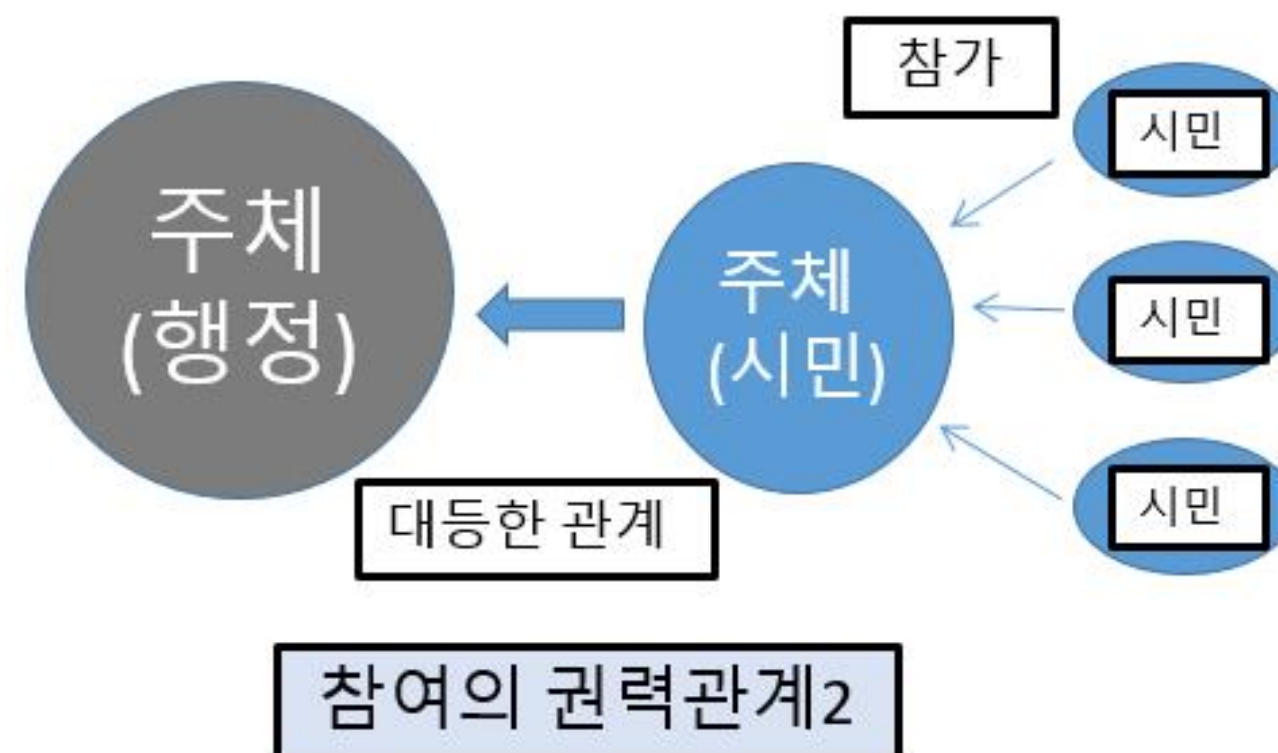 참가
시민
주체
(행정)
주체
(시민)
시민
대등한 관계
시민
참여의 권력관계2